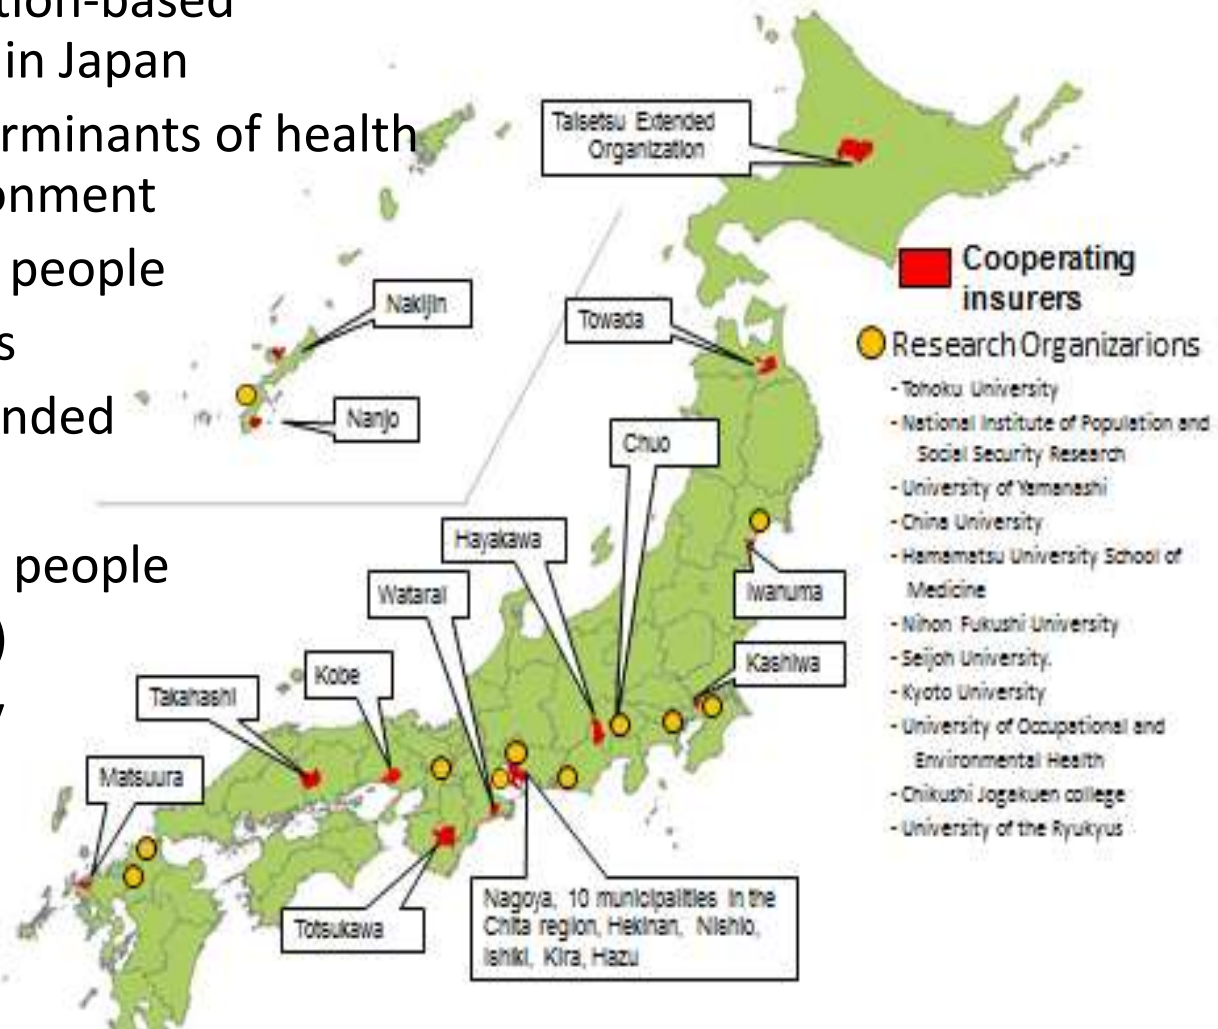 tion-based
in Japan
erminants of health
onment
people
s
nded
people
)
y
Taisetsu Extended
Organization
Cooperating
insurers
Research Organizarions
- Tohoku University
- National Institute of Population and
Social Security Research
- University of Yamanashi
- China University
- Hamamatsu University School of
Medicine
- Nihon Fukushi University
- Seijoh University.
- Kyoto University
- University of Occupational and
Environmental Health
- Chikushi Jogakuen college
- University of the Ryukyus
Nakijin
Towada
Nanjo
Chuo
Hayakawa
Watarai
Iwanuma
Kobe
Kashiwa
Takahashi
Matsuura
Totsukawa
Nagoya, 10 municipalities in the
Chita region, Hekinan, Nishio,
Ishiki, Kira, Hazu